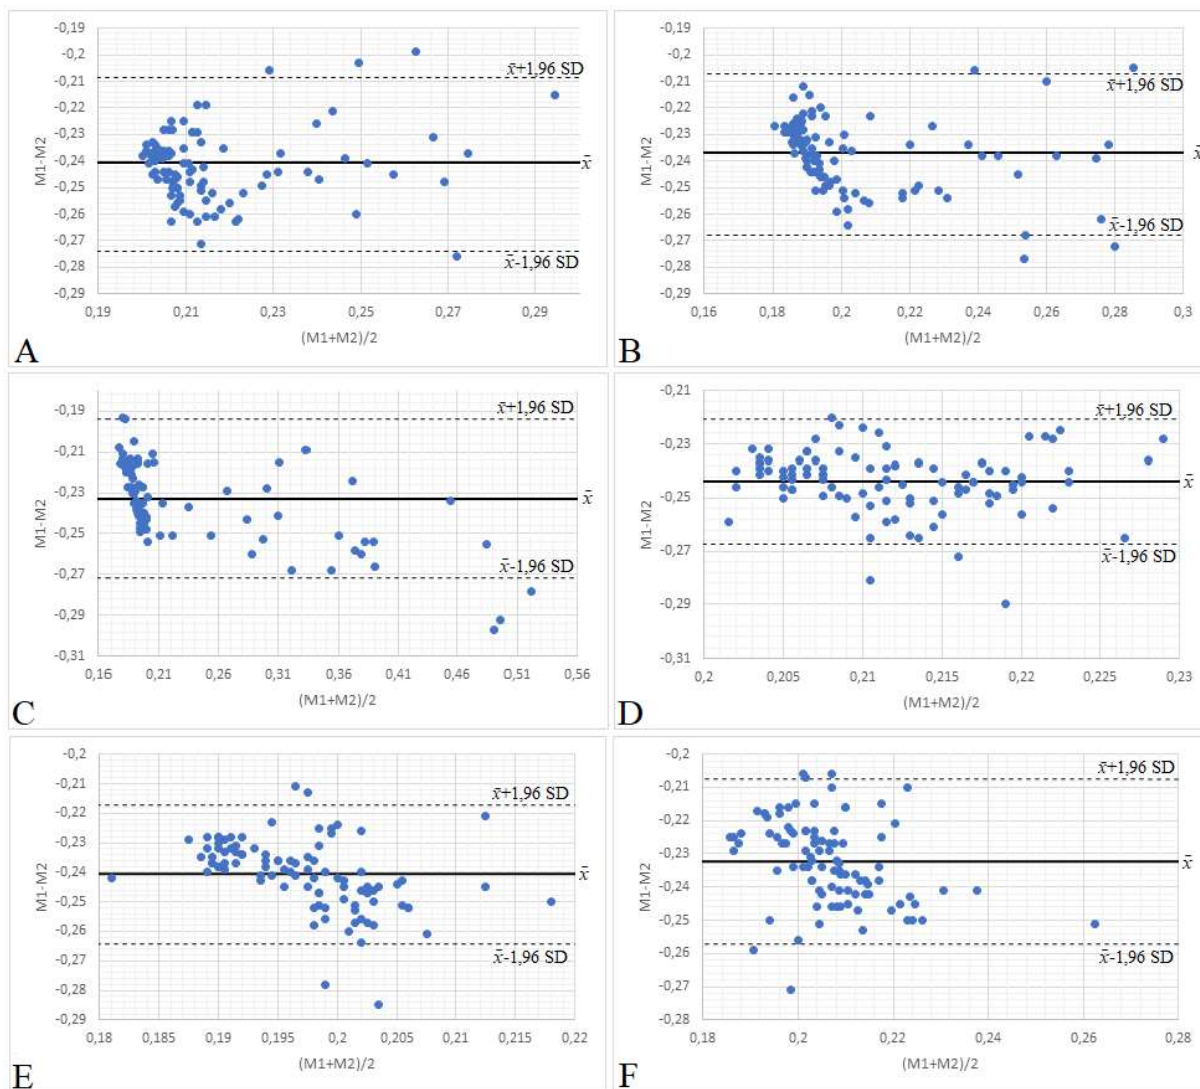 -0,19
-0,2
-0,21
-0,22
-0,23
-0,24
-0,25
-0,26
-0,27
-0,28
-0,29
M1-M2
x̄+1,96 SD
x̄
x̄-1,96 SD
0,19 0,21 0,23 0,25 0,27 0,29
(M1+M2)/2
A
-0,19
-0,2
-0,21
-0,22
-0,23
-0,24
-0,25
-0,26
-0,27
-0,28
-0,29
M1-M2
x̄+1,96 SD
x̄
x̄-1,96 SD
0,16 0,18 0,2 0,22 0,24 0,26 0,28 0,3
(M1+M2)/2
B
-0,19
-0,21
-0,23
-0,25
-0,27
-0,29
-0,31
M1-M2
x̄+1,96 SD
x̄
x̄-1,96 SD
0,16 0,21 0,26 0,31 0,36 0,41 0,46 0,51 0,56
(M1+M2)/2
C
-0,21
-0,23
-0,25
-0,27
-0,29
-0,31
M1-M2
x̄+1,96 SD
x̄
x̄-1,96 SD
0,2 0,205 0,21 0,215 0,22 0,225 0,23
(M1+M2)/2
D
-0,2
-0,21
-0,22
-0,23
-0,24
-0,25
-0,26
-0,27
-0,28
-0,29
M1-M2
x̄+1,96 SD
x̄
x̄-1,96 SD
0,18 0,185 0,19 0,195 0,2 0,205 0,21 0,215 0,22
(M1+M2)/2
E
-0,2
-0,21
-0,22
-0,23
-0,24
-0,25
-0,26
-0,27
-0,28
M1-M2
x̄+1,96 SD
x̄
x̄-1,96 SD
0,18 0,2 0,22 0,24 0,26 0,28
(M1+M2)/2
F